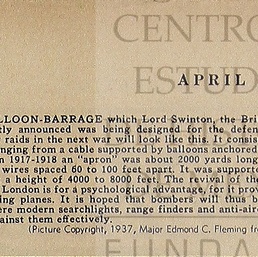 CENTRO
ESTUD
APRIL
LLOON-BARRAGE which Lord Swinton, the Bri
tly announced was being designed for the defen
r raids in the next war will look like this. It consis
nging from a cable supported by balloons anchored
n 1917-1918 an "apron" was about 2000 yards long
wires spaced 60 to 100 feet apart. It was supporte
a height of 4000 to 8000 feet. The revival of the
London is for a psychological advantage, for it prov
ing planes. It is hoped that bombers will thus b
ere modern searchlights, range finders and anti-air
ainst them effectively.
(Picture Copyright, 1937, Major Edmond C. Fleming fr
FUNDA